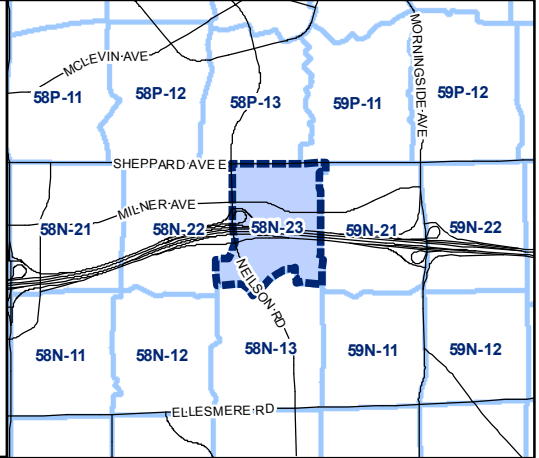 MORNINGSIDE AVE
MCLEVIN AVE
58P-11
58P-12
58P-13
59P-11
59P-12
SHEPPARD AVE E
MILNER AVE
58N-21
58N-22
58N-23
59N-21
59N-22
NEILSON RD
58N-11
58N-12
58N-13
59N-11
59N-12
ELLESMERE RD